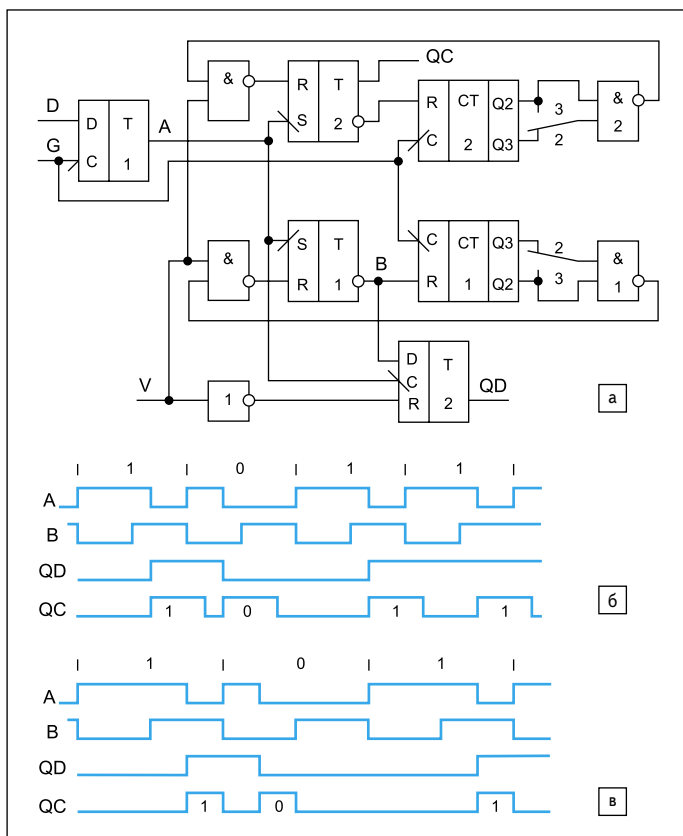 & R T QC
S 2 R CT Q2 3 &
D D T A C 2 Q3 2 2
G C 1
& S T B C CT Q3 2 &
R 1 R 1 Q2 3 1
D T
V 1 C QD
R 2
а
1 0 1 1
A
B
QD
QC 1 0 1 1
б
1 0 1
A
B
QD
QC 1 0 1
в